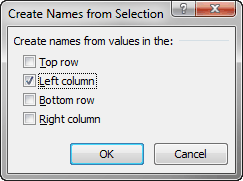 Create Names from Selection
Create names from values in the:
Top row
Left column
Bottom row
Right column
OK Cancel